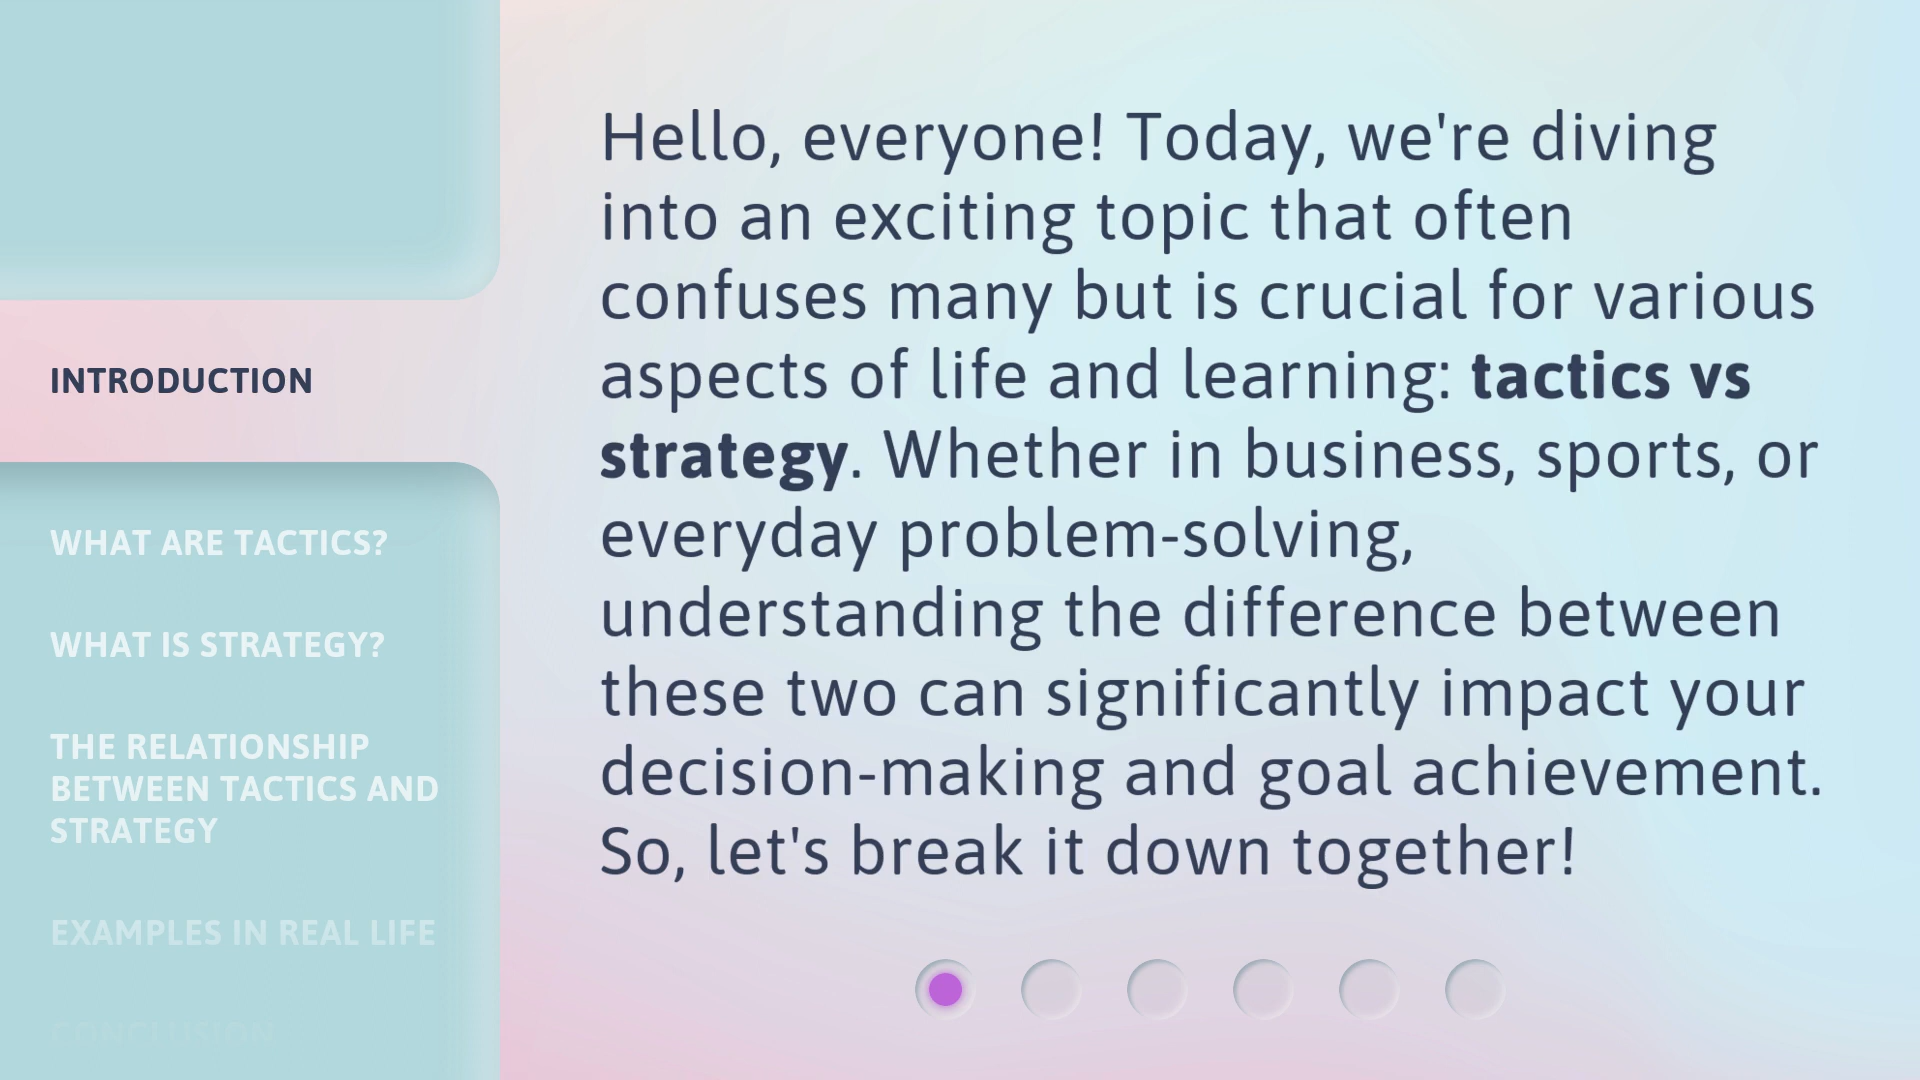 INTRODUCTION
WHAT ARE TACTICS?
WHAT IS STRATEGY?
THE RELATIONSHIP
BETWEEN TACTICS AND
STRATEGY
EXAMPLES IN REAL LIFE
CONCLUSION
Hello, everyone! Today, we're diving
into an exciting topic that often
confuses many but is crucial for various
aspects of life and learning: tactics vs
strategy. Whether in business, sports, or
everyday problem-solving,
understanding the difference between
these two can significantly impact your
decision-making and goal achievement.
So, let's break it down together!